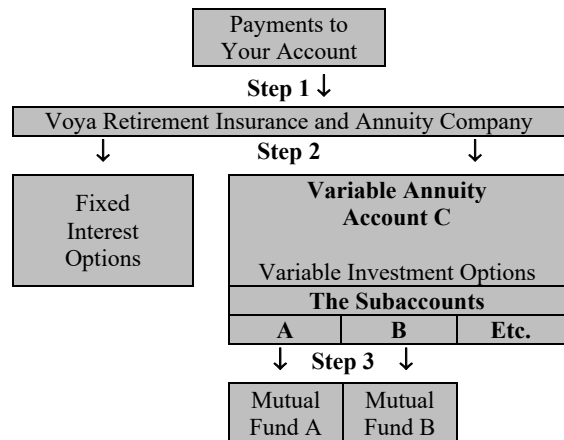 Payments to
Your Account
Step 1 ↓
Voya Retirement Insurance and Annuity Company
↓ Step 2 ↓
Fixed
Interest
Options
Variable Annuity
Account C
Variable Investment Options
The Subaccounts
A B Etc.
↓ Step 3 ↓
Mutual
Fund A
Mutual
Fund B